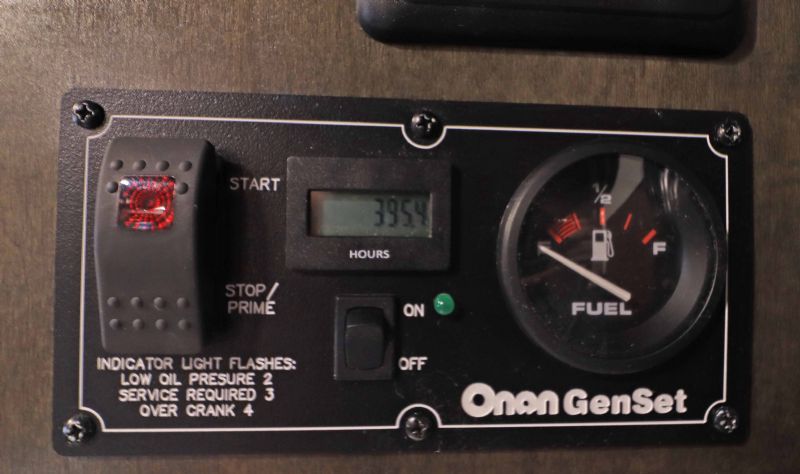 START
395.4
HOURS
STOP/
PRIME
ON
OFF
INDICATOR LIGHT FLASHES:
LOW OIL PRESURE 2
SERVICE REQUIRED 3
OVER CRANK 4
1/2
F
FUEL
Onan GenSet